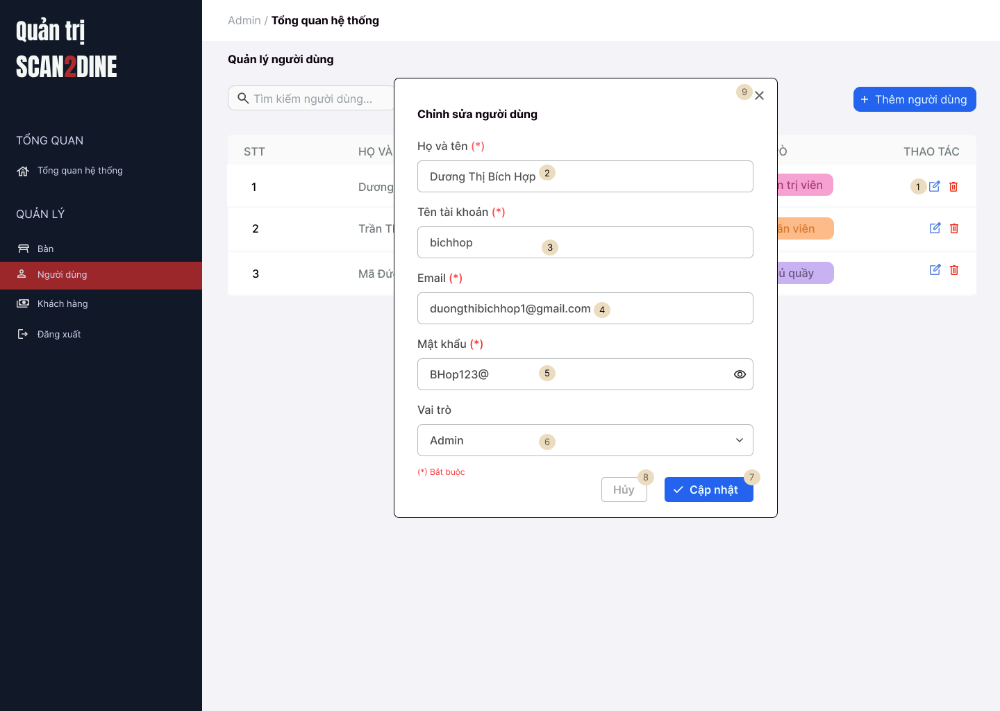 Quản trị
SCAN2DINE
TỔNG QUAN
Tổng quan hệ thống
QUẢN LÝ
Bàn
Người dùng
Khách hàng
Đăng xuất
Admin / Tổng quan hệ thống
Quản lý người dùng
Tìm kiếm người dùng...
+ Thêm người dùng
STT HỌ VÀ RÒ THAO TÁC
1 Dương n trị viên 1
2 Trần Th ân viên
3 Mã Đức ủ quầy
9
Chỉnh sửa người dùng
Họ và tên (*)
Dương Thị Bích Hợp 2
Tên tài khoản (*)
bichhop 3
Email (*)
duongthibichhop1@gmail.com 4
Mật khẩu (*)
BHop123@ 5
Vai trò
Admin 6
(*) Bắt buộc
Hủy 8
Cập nhật 7